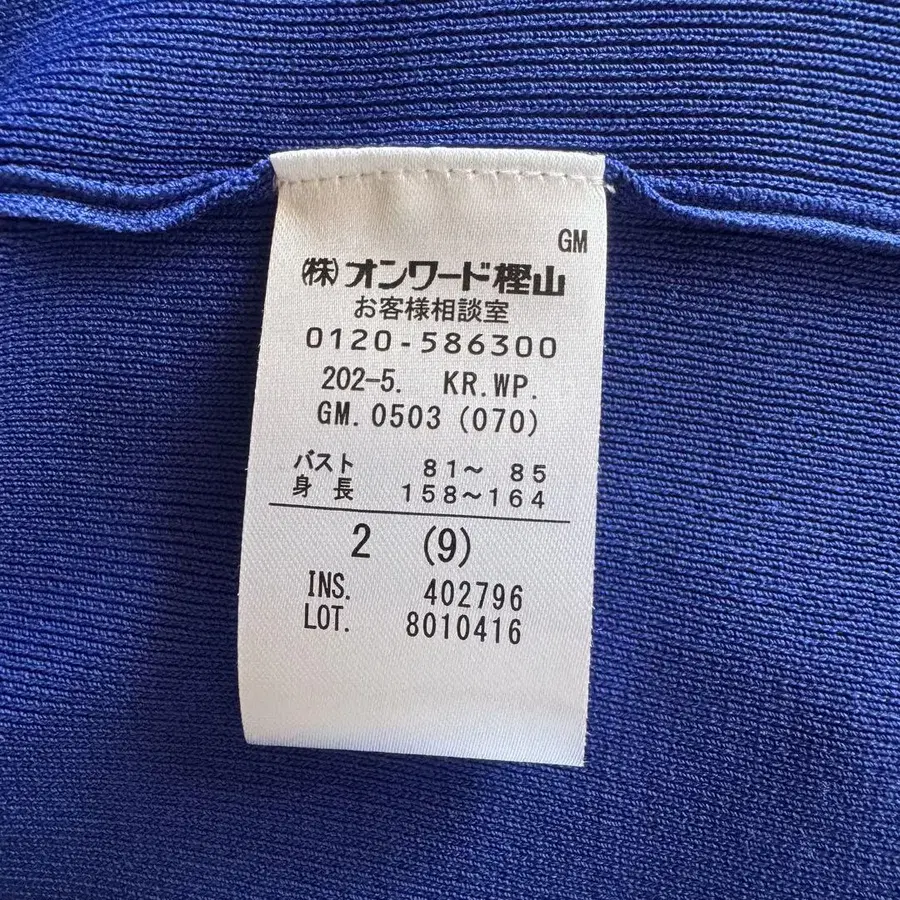 GM
㈱オンワード樫山
お客様相談室
0120-586300
202-5. KR.WP.
GM.0503 (070)
バスト 81〜 85
身長 158〜164
2 (9)
INS. 402796
LOT. 8010416